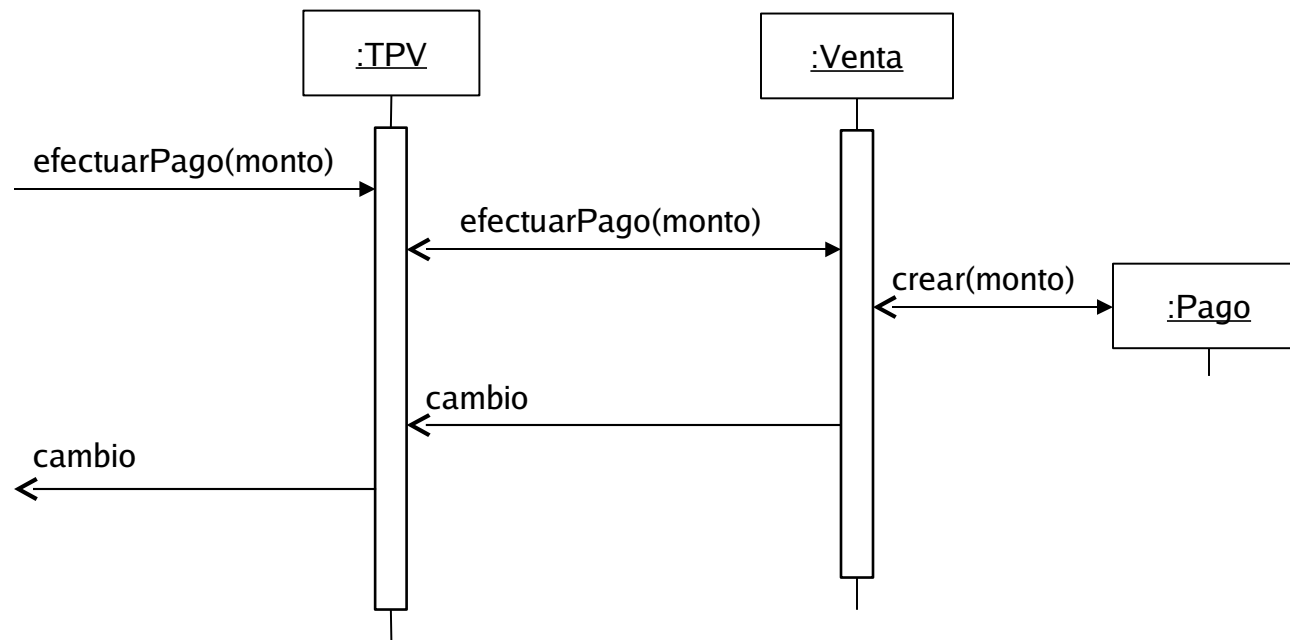 :TPV
:Venta
efectuarPago(monto)
efectuarPago(monto)
crear(monto)
:Pago
cambio
cambio